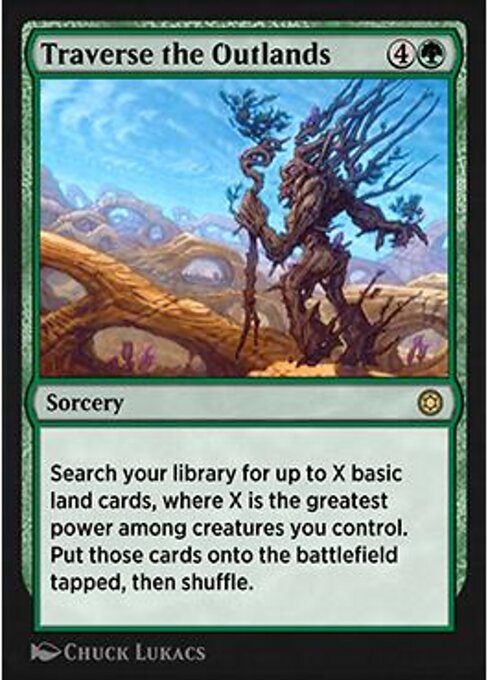 Traverse the Outlands 4
Sorcery
Search your library for up to X basic
land cards, where X is the greatest
power among creatures you control.
Put those cards onto the battlefield
tapped, then shuffle.
Chuck Lukacs